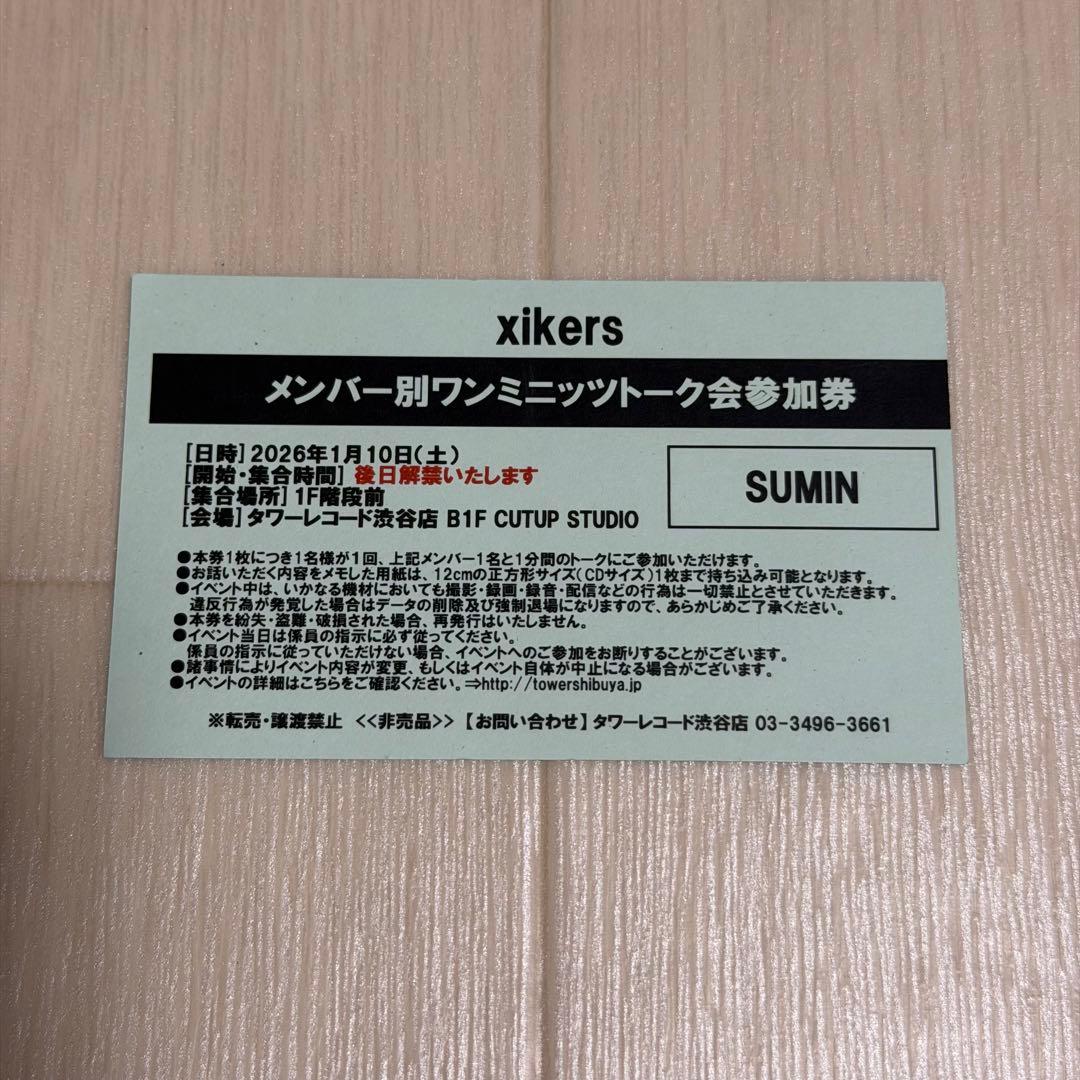 xikers
メンバー別ワンミニッツトーク会参加券
[日時] 2026年1月10日(土)
[開始・集合時間] 後日解禁いたします
[集合場所] 1F階段前
[会場] タワーレコード渋谷店 B1F CUTUP STUDIO
SUMIN
●本券1枚につき1名様が1回、上記メンバー1名と1分間のトークにご参加いただけます。
●お話いただく内容をメモした用紙は、12cmの正方形サイズ(CDサイズ)1枚まで持ち込み可能となります。
●イベント中は、いかなる機材においても撮影・録画・録音・配信などの行為は一切禁止とさせていただきます。
違反行為が発覚した場合はデータの削除及び強制退場になりますので、あらかじめご了承ください。
●本券を紛失・盗難・破損された場合、再発行はいたしません。
●イベント当日は係員の指示に必ず従ってください。
係員の指示に従っていただけない場合、イベントへのご参加をお断りすることがございます。
●諸事情によりイベント内容が変更、もしくはイベント自体が中止になる場合がございます。
●イベントの詳細はこちらをご確認ください。⇒http://towershibuya.jp
※転売・譲渡禁止 <<非売品>> 【お問い合わせ】タワーレコード渋谷店 03-3496-3661